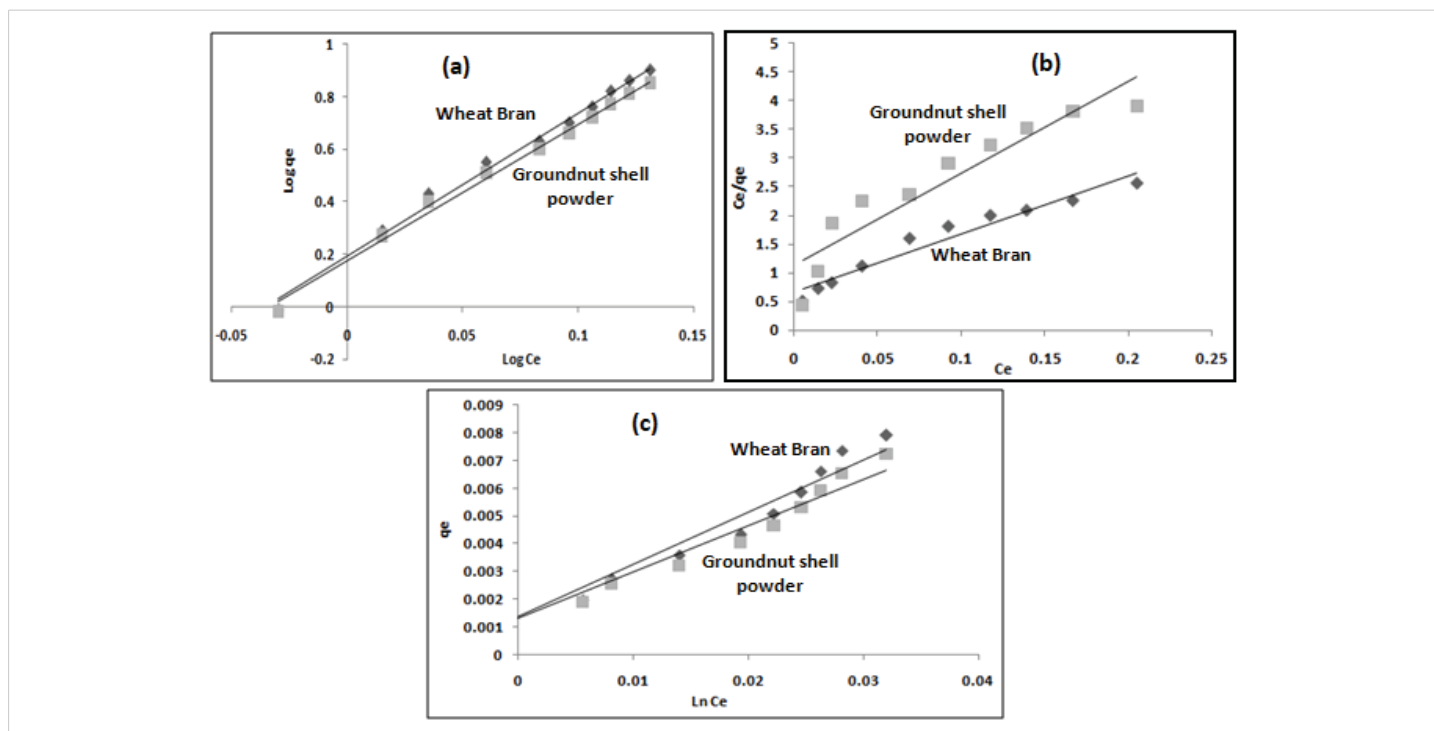 (a)
1
0.8
0.6
0.4
0.2
0
-0.2
Log qe
Wheat Bran
Groundnut shell
powder
-0.05
0
0.05
0.1
0.15
Log Ce
(b)
5
4.5
4
3.5
3
2.5
2
1.5
1
0.5
0
Ce/qe
Groundnut shell
powder
Wheat Bran
0
0.05
0.1
0.15
0.2
0.25
Ce
(c)
0.009
0.008
0.007
0.006
0.005
0.004
0.003
0.002
0.001
0
qe
Wheat Bran
Groundnut shell
powder
0
0.01
0.02
0.03
0.04
Ln Ce